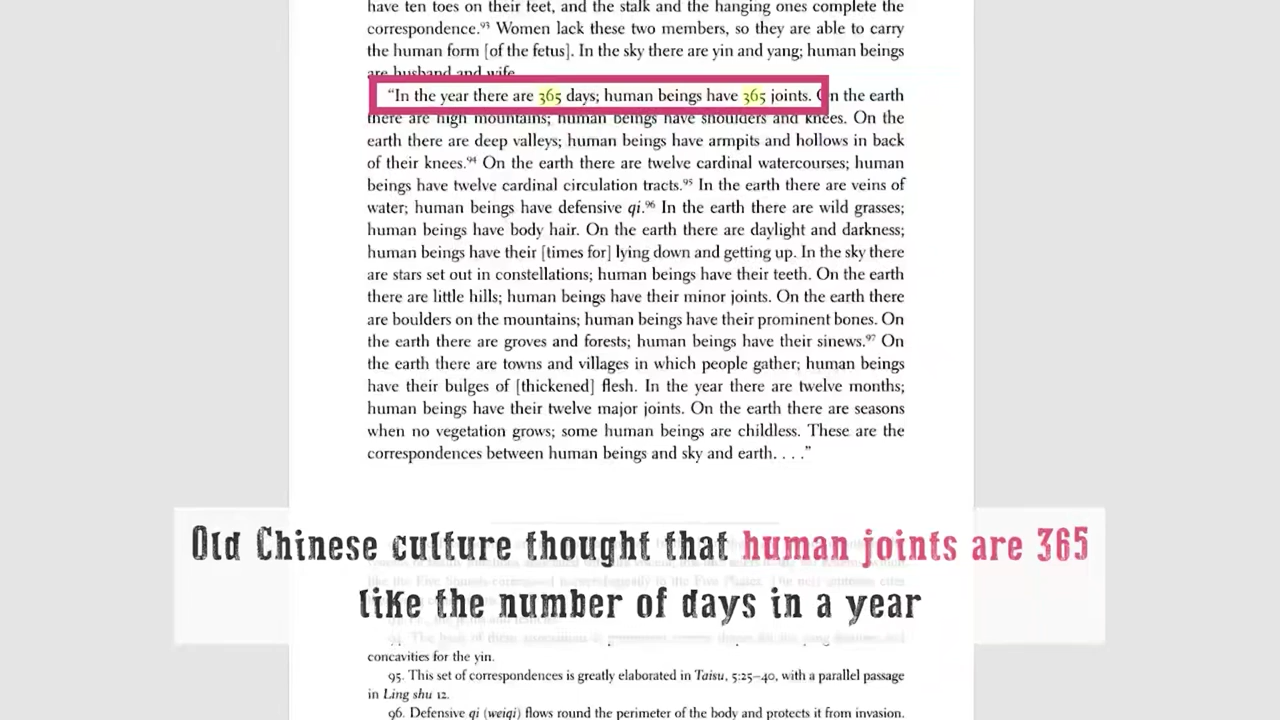 have ten toes on their feet, and the stalk and the hanging ones complete the
correspondence.⁹³ Women lack these two members, so they are able to carry
the human form [of the fetus]. In the sky there are yin and yang; human beings
are husband and wife.
“In the year there are 365 days; human beings have 365 joints. On the earth
there are high mountains; human beings have shoulders and knees. On the
earth there are deep valleys; human beings have armpits and hollows in back
of their knees.⁹⁴ On the earth there are twelve cardinal watercourses; human
beings have twelve cardinal circulation tracts.⁹⁵ In the earth there are veins of
water; human beings have defensive qi.⁹⁶ In the earth there are wild grasses;
human beings have body hair. On the earth there are daylight and darkness;
human beings have their [times for] lying down and getting up. In the sky there
are stars set out in constellations; human beings have their teeth. On the earth
there are little hills; human beings have their minor joints. On the earth there
are boulders on the mountains; human beings have their prominent bones. On
the earth there are groves and forests; human beings have their sinews.⁹⁷ On
the earth there are towns and villages in which people gather; human beings
have their bulges of [thickened] flesh. In the year there are twelve months;
human beings have their twelve major joints. On the earth there are seasons
when no vegetation grows; some human beings are childless. These are the
correspondences between human beings and sky and earth. . . .”
Old Chinese culture thought that human joints are 365
like the number of days in a year
concavities for the yin.
95. This set of correspondences is greatly elaborated in Taisu, 5:25–40, with a parallel passage
in Ling shu 12.
96. Defensive qi (weiqi) flows round the perimeter of the body and protects it from invasion.